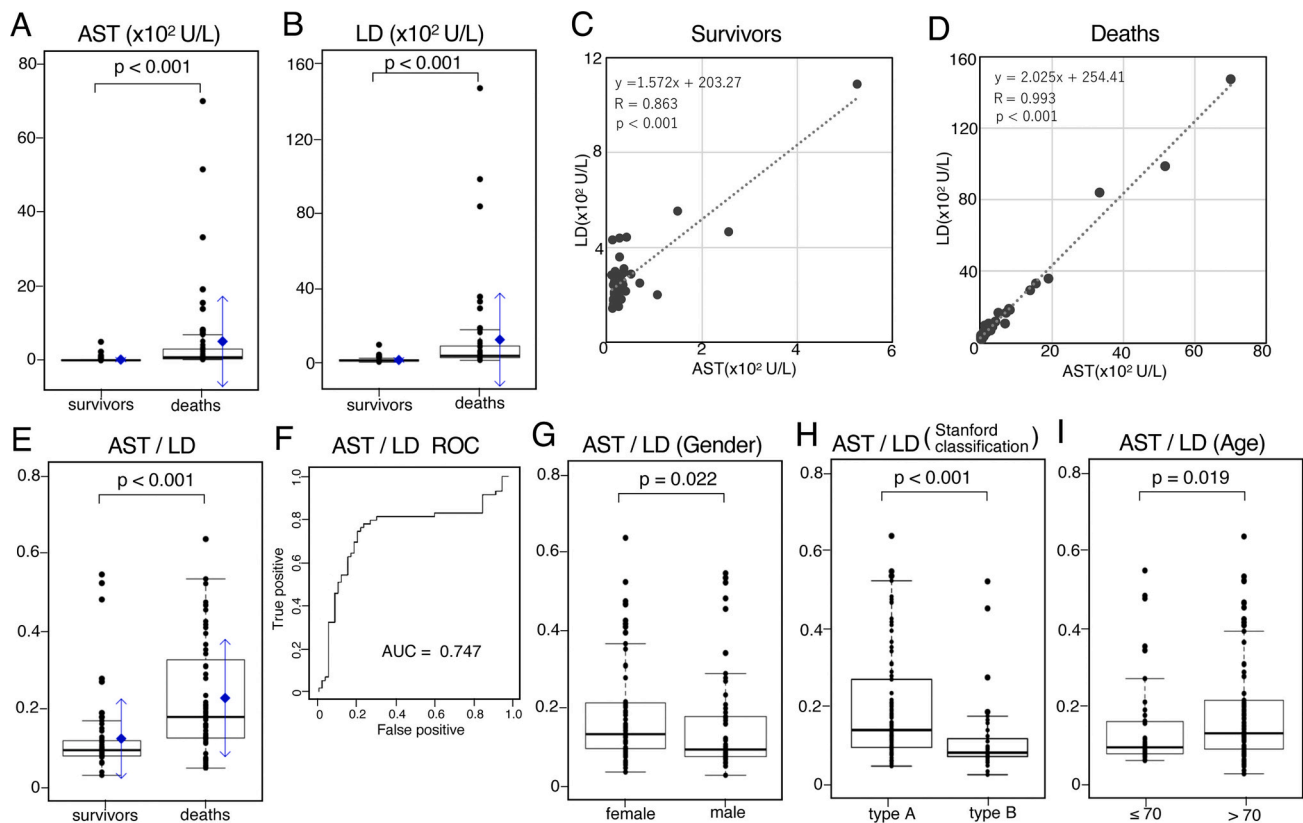 A
AST (x10² U/L)
p < 0.001
80
60
40
20
0
survivors
deaths
B
LD (x10² U/L)
p < 0.001
160
120
80
40
0
survivors
deaths
C
Survivors
y =1.572x + 203.27
R = 0.863
p < 0.001
LD(x10² U/L)
12
8
4
0
2
4
6
AST(x10² U/L)
D
Deaths
y = 2.025x + 254.41
R = 0.993
p < 0.001
LD(x10² U/L)
160
120
80
40
0
20
40
60
80
AST(x10² U/L)
E
AST / LD
p < 0.001
0.8
0.6
0.4
0.2
0
survivors
deaths
F
AST / LD ROC
True positive
1.0
0.8
0.6
0.4
0.2
0
AUC = 0.747
0
0.2
0.4
0.6
0.8
1.0
False positive
G
AST / LD (Gender)
p = 0.022
0.8
0.6
0.4
0.2
0
female
male
H
AST / LD (Stanford
classification)
p < 0.001
0.8
0.6
0.4
0.2
0
type A
type B
I
AST / LD (Age)
p = 0.019
0.8
0.6
0.4
0.2
0
≤ 70
> 70